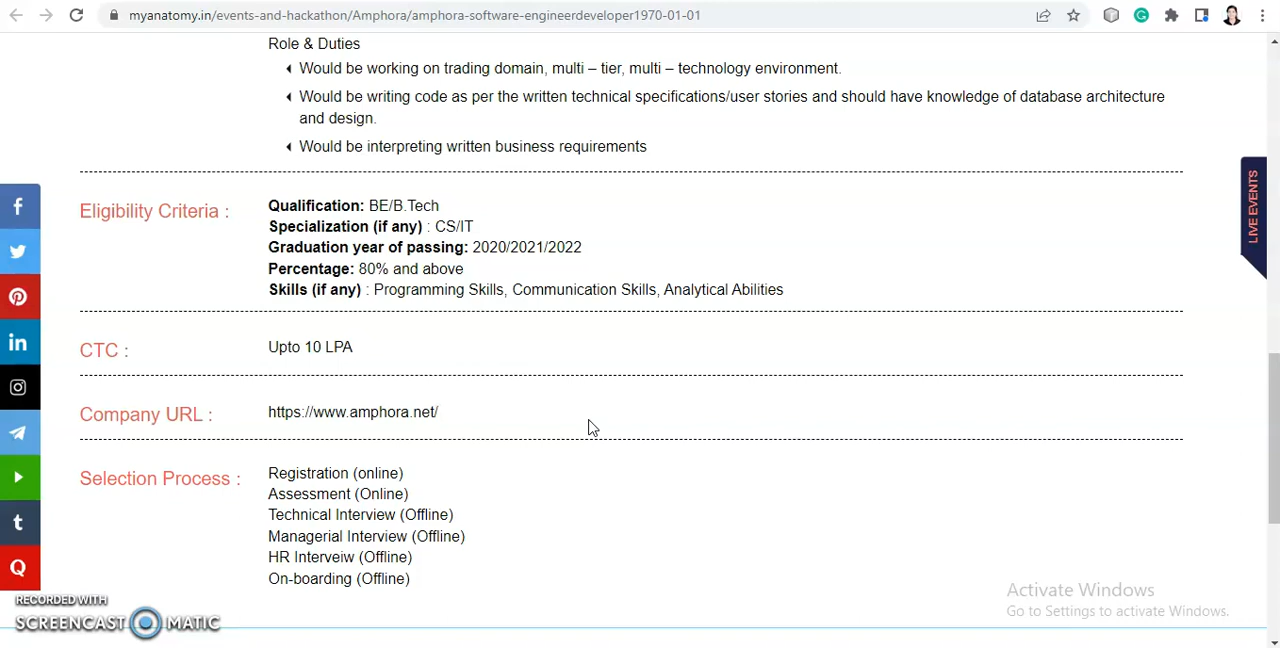 myanatomy.in/events-and-hackathon/Amphora/amphora-software-engineerdeveloper1970-01-01
Role & Duties
Would be working on trading domain, multi – tier, multi – technology environment.
Would be writing code as per the written technical specifications/user stories and should have knowledge of database architecture
and design.
Would be interpreting written business requirements
LIVE EVENTS
Eligibility Criteria :
Qualification: BE/B.Tech
Specialization (if any) : CS/IT
Graduation year of passing: 2020/2021/2022
Percentage: 80% and above
Skills (if any) : Programming Skills, Communication Skills, Analytical Abilities
CTC :
Upto 10 LPA
Company URL :
https://www.amphora.net/
Selection Process :
Registration (online)
Assessment (Online)
Technical Interview (Offline)
Managerial Interview (Offline)
HR Interveiw (Offline)
On-boarding (Offline)
f
in
t
Q
RECORDED WITH
SCREENCAST MATIC
Activate Windows
Go to Settings to activate Windows.